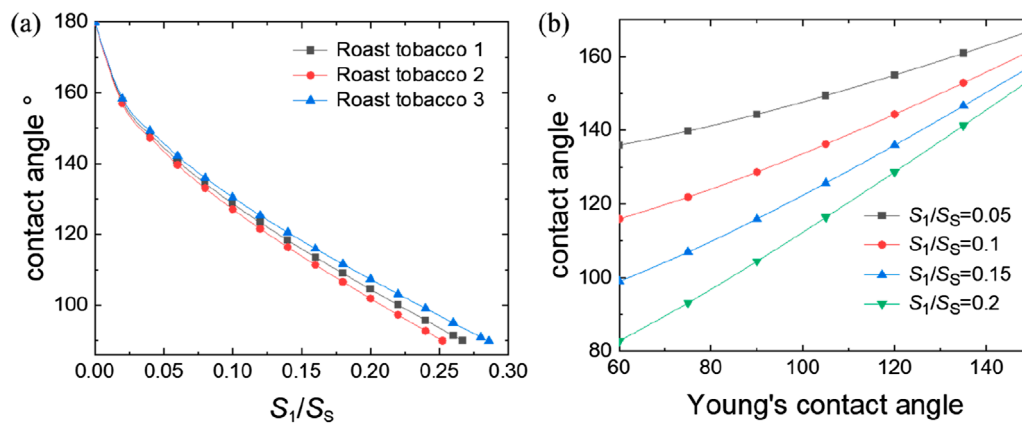 (a)
180
160
140
120
100
contact angle °
0.00 0.05 0.10 0.15 0.20 0.25 0.30
S₁/Sₛ
Roast tobacco 1
Roast tobacco 2
Roast tobacco 3
(b)
160
140
120
100
80
contact angle °
60 80 100 120 140
Young's contact angle
S₁/Sₛ=0.05
S₁/Sₛ=0.1
S₁/Sₛ=0.15
S₁/Sₛ=0.2